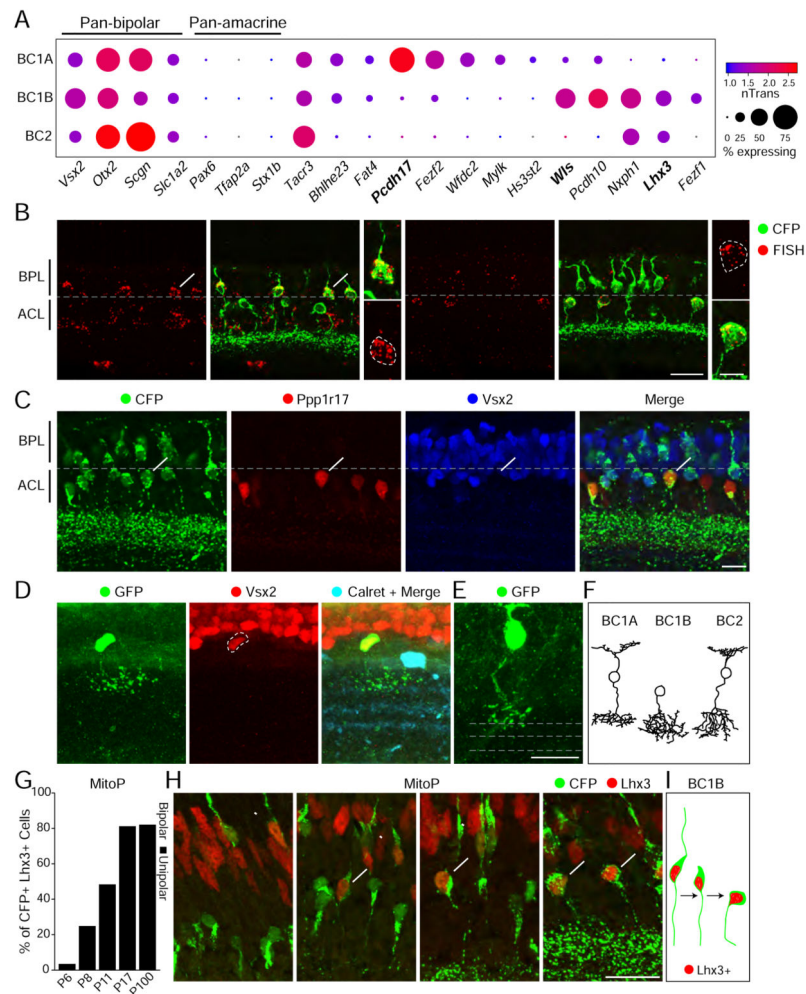 A
Pan-bipolar Pan-amacrine
BC1A
BC1B
BC2
1.0 1.5 2.0 2.5
nTrans
0 25 50 75
% expressing
Vsx2 Otx2 Scgn Slc1a2 Pax6 Tfap2a Stx1b Tacr3 Bhlhe23 Fat4 Pcdh17 Fezf2 Wfdc2 Mylk Hs3st2 Wls Pcdh10 Nxph1 Lhx3 Fezf1
B
CFP
FISH
BPL
ACL
C
CFP Ppp1r17 Vsx2 Merge
BPL
ACL
D
GFP Vsx2 Calret + Merge
E
GFP
F
BC1A BC1B BC2
G
MitoP
% of CFP+ Lhx3+ Cells
100
80
60
40
20
0
P6 P8 P11 P17 P100
Bipolar
Unipolar
H
MitoP
CFP Lhx3
I
BC1B
Lhx3+